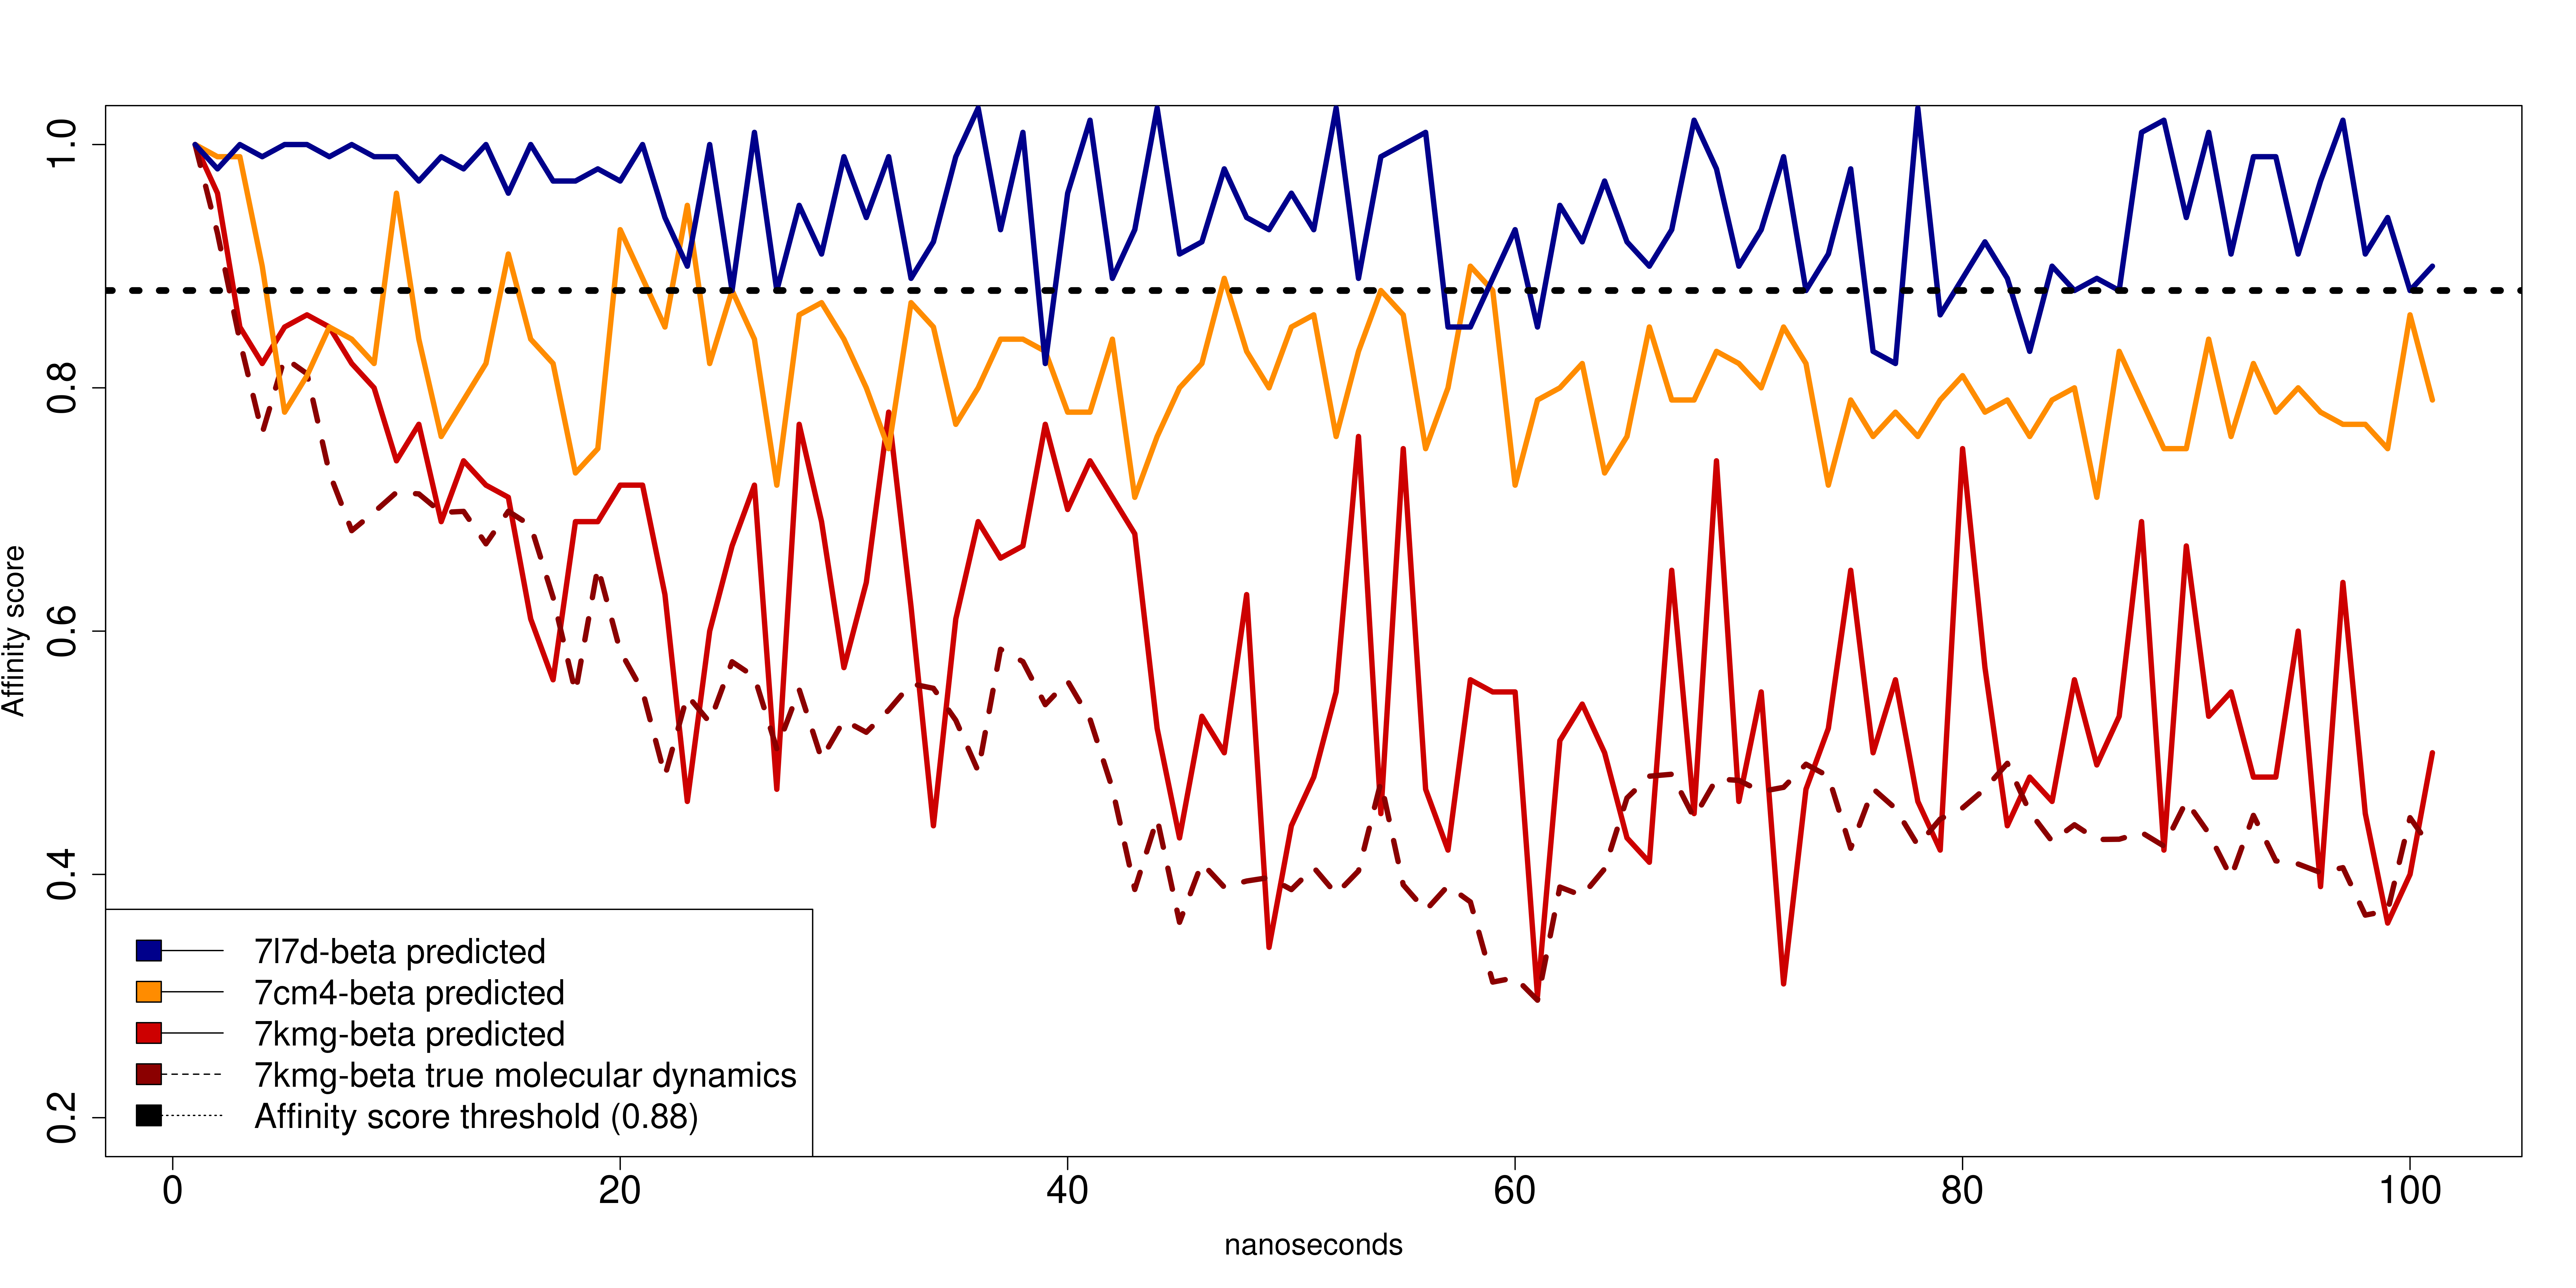 1.0
0.8
0.6
0.4
0.2
Affinity score
7l7d-beta predicted
7cm4-beta predicted
7kmg-beta predicted
7kmg-beta true molecular dynamics
Affinity score threshold (0.88)
0 20 40 60 80 100
nanoseconds